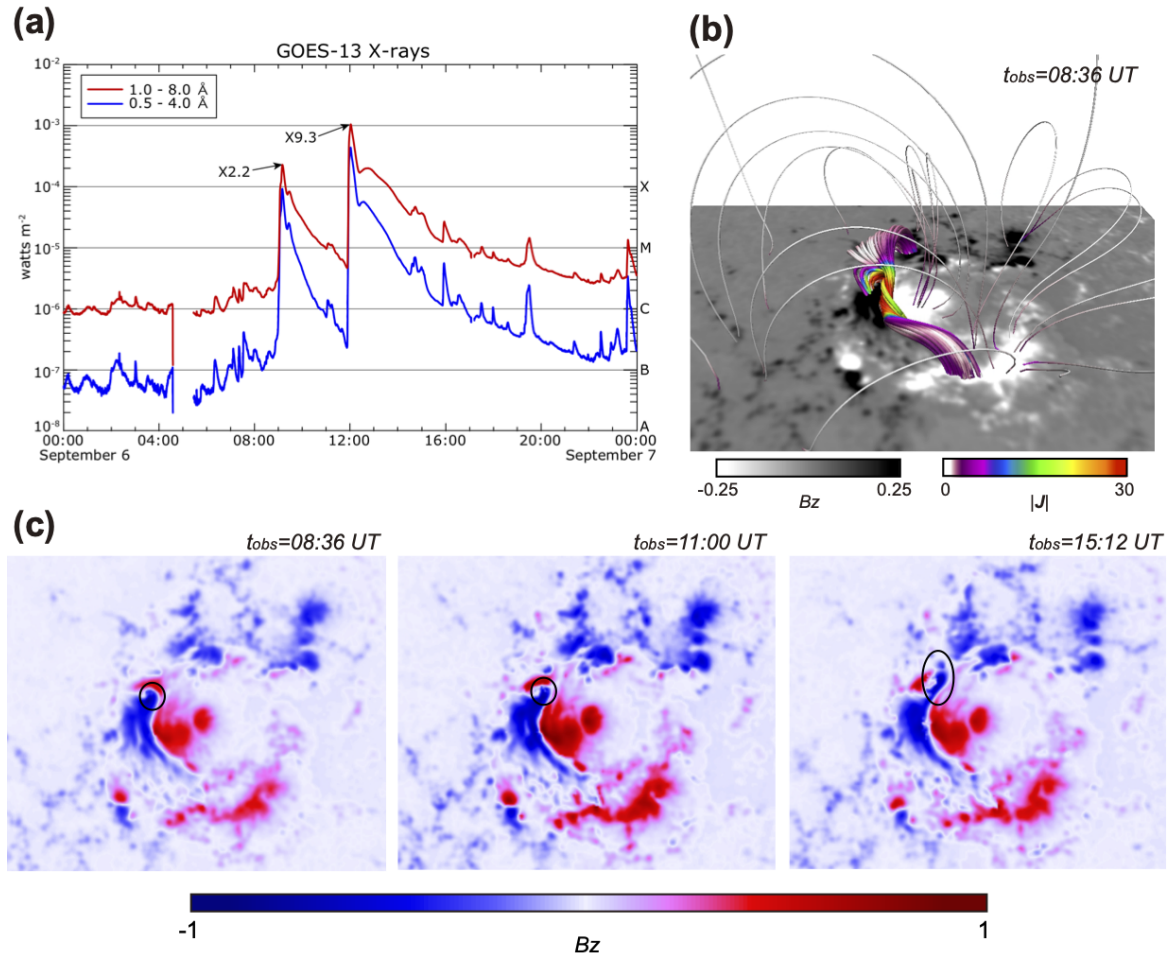 (a)
GOES-13 X-rays
1.0 - 8.0 Å
0.5 - 4.0 Å
10-2
10-3
10-4
10-5
10-6
10-7
10-8
watts m-2
X2.2
X9.3
X
M
C
B
A
00:00 04:00 08:00 12:00 16:00 20:00 00:00
September 6 September 7
(b)
tobs=08:36 UT
-0.25 Bz 0.25
0 |J| 30
(c)
tobs=08:36 UT
tobs=11:00 UT
tobs=15:12 UT
-1 1
Bz